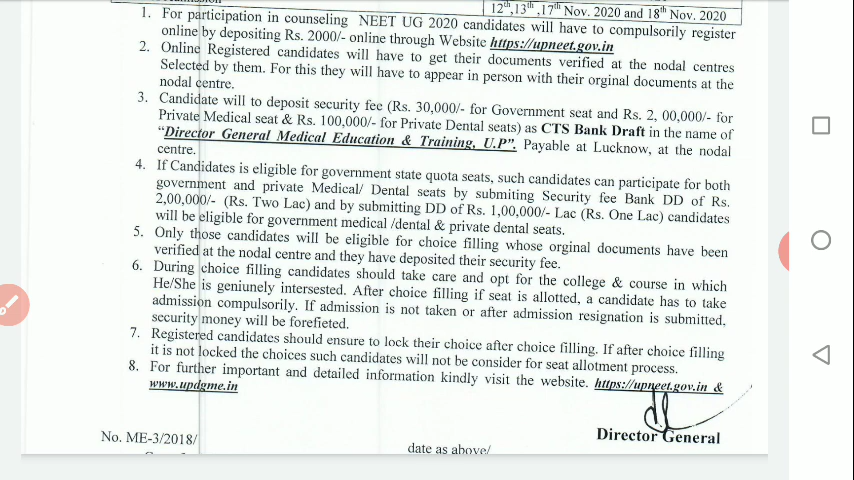 12th,13th ,17th Nov. 2020 and 18th Nov. 2020
1. For participation in counseling NEET UG 2020 candidates will have to compulsorily register
online by depositing Rs. 2000/- online through Website https://upneet.gov.in
2. Online Registered candidates will have to get their documents verified at the nodal centres
Selected by them. For this they will have to appear in person with their orginal documents at the
nodal centre.
3. Candidate will to deposit security fee (Rs. 30,000/- for Government seat and Rs. 2, 00,000/- for
Private Medical seat & Rs. 100,000/- for Private Dental seats) as CTS Bank Draft in the name of
“Director General Medical Education & Training, U.P”. Payable at Lucknow, at the nodal
centre.
4. If Candidates is eligible for government state quota seats, such candidates can participate for both
government and private Medical/ Dental seats by submiting Security fee Bank DD of Rs.
2,00,000/- (Rs. Two Lac) and by submitting DD of Rs. 1,00,000/- Lac (Rs. One Lac) candidates
will be eligible for government medical /dental & private dental seats.
5. Only those candidates will be eligible for choice filling whose orginal documents have been
verified at the nodal centre and they have deposited their security fee.
6. During choice filling candidates should take care and opt for the college & course in which
He/She is geniunely intersested. After choice filling if seat is allotted, a candidate has to take
admission compulsorily. If admission is not taken or after admission resignation is submitted,
security money will be forefieted.
7. Registered candidates should ensure to lock their choice after choice filling. If after choice filling
it is not locked the choices such candidates will not be consider for seat allotment process.
8. For further important and detailed information kindly visit the website. https://upneet.gov.in &
www.updgme.in
Director General
No. ME-3/2018/
date as above/